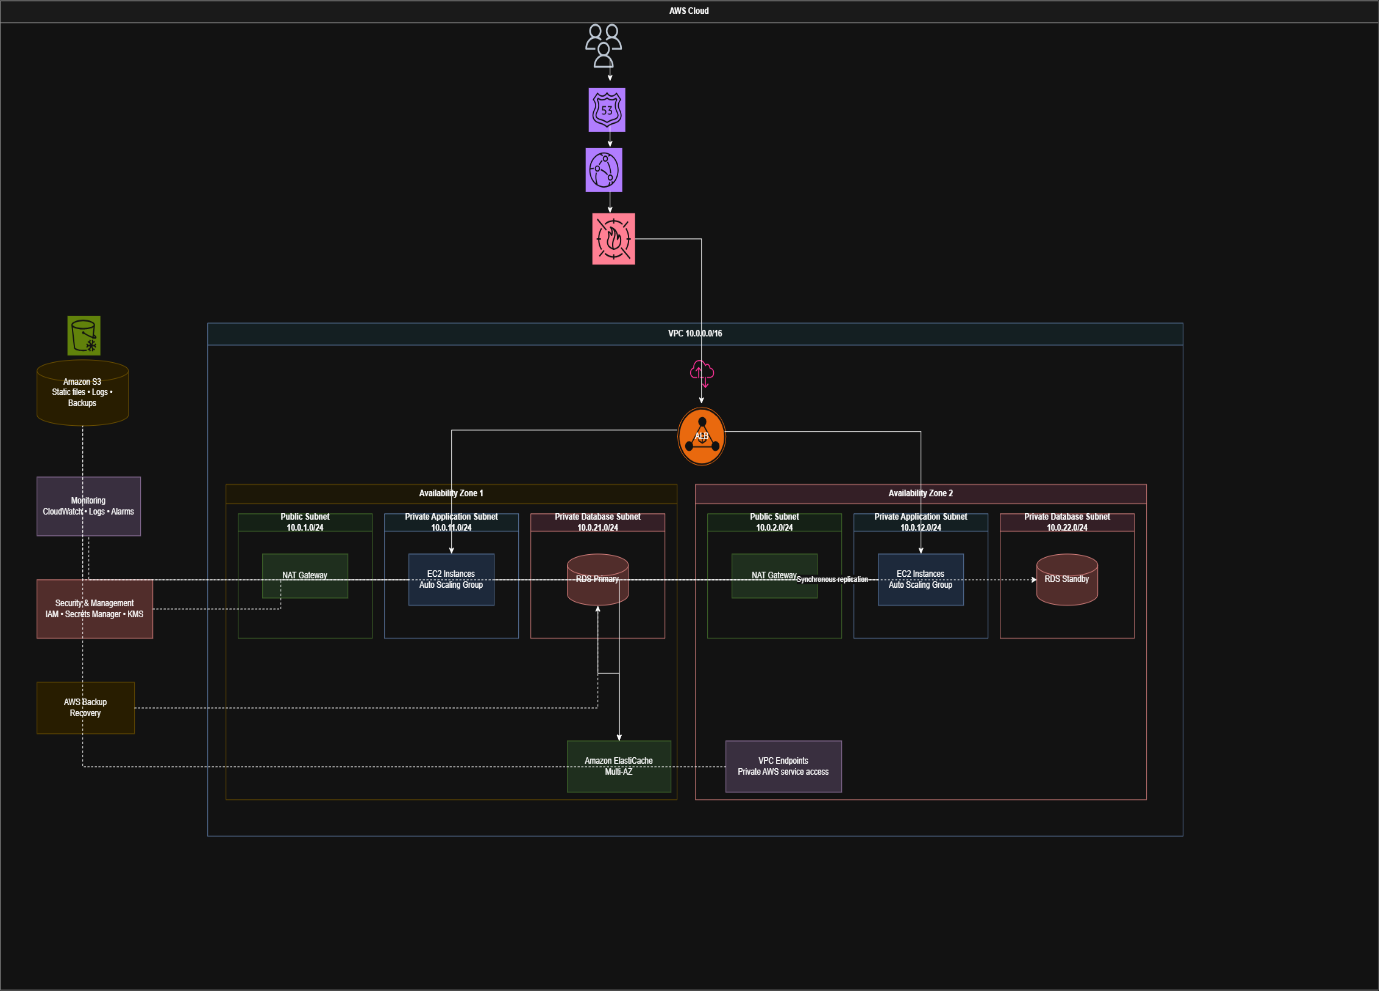 AWS Cloud
53
VPC 10.0.0.0/16
Amazon S3
Static files • Logs •
Backups
ALB
Monitoring
CloudWatch • Logs • Alarms
Security & Management
IAM • Secrets Manager • KMS
AWS Backup
Recovery
Availability Zone 1
Public Subnet
10.0.1.0/24
NAT Gateway
Private Application Subnet
10.0.11.0/24
EC2 Instances
Auto Scaling Group
Private Database Subnet
10.0.21.0/24
RDS Primary
Amazon ElastiCache
Multi-AZ
Availability Zone 2
Public Subnet
10.0.2.0/24
NAT Gateway
Synchronous replication
Private Application Subnet
10.0.12.0/24
EC2 Instances
Auto Scaling Group
Private Database Subnet
10.0.22.0/24
RDS Standby
VPC Endpoints
Private AWS service access